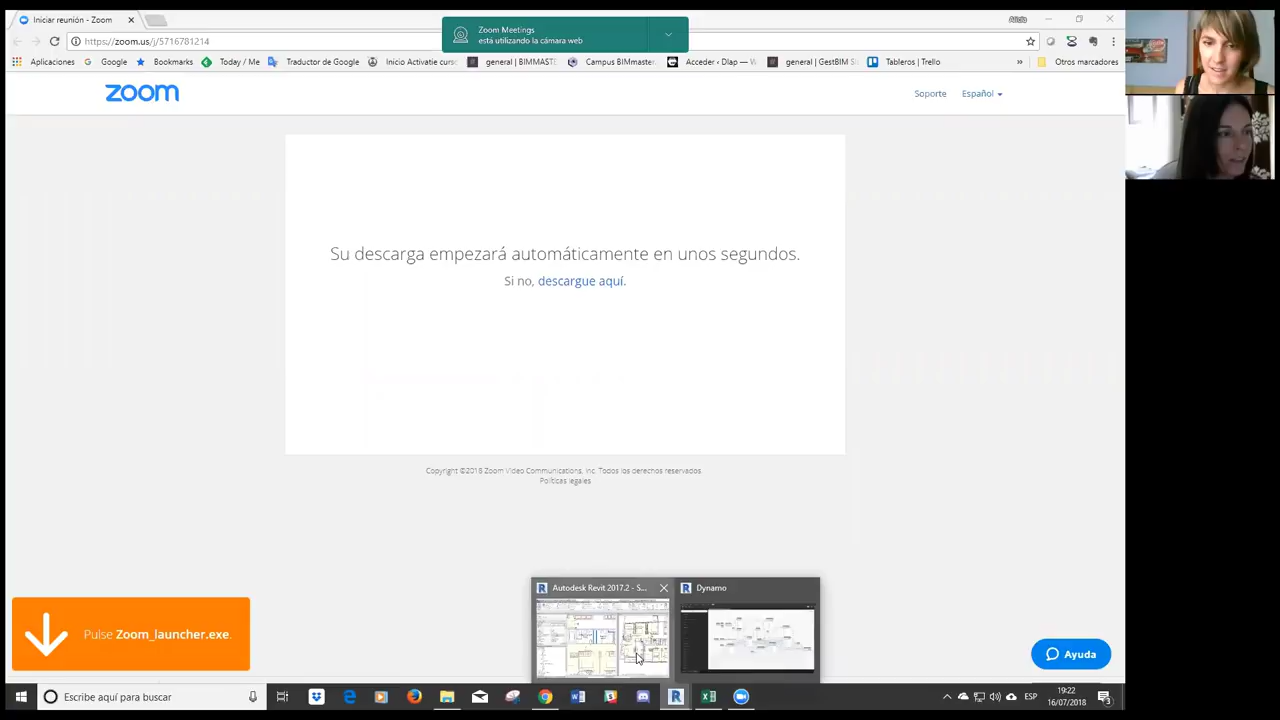 Iniciar reunión - Zoom
Zoom Meetings
está utilizando la cámara web
Alicia
https://zoom.us/j/5716781214
Aplicaciones
Google
Bookmarks
Today / Me
Traductor de Google
Inicio Activatie curso
general | BIMMASTE
Campus BIMmaster.
Acceder ‹ Dlap — W
general | GestBIM Sl
Tableros | Trello
»
Otros marcadores
zoom
Soporte
Español
Su descarga empezará automáticamente en unos segundos.
Si no, descargue aquí.
Copyright ©2018 Zoom Video Communications, Inc. Todos los derechos reservados.
Políticas legales
Autodesk Revit 2017.2 - S...
Dynamo
Pulse Zoom_launcher.exe.
Ayuda
Escribe aquí para buscar
ESP
19:22
16/07/2018
3